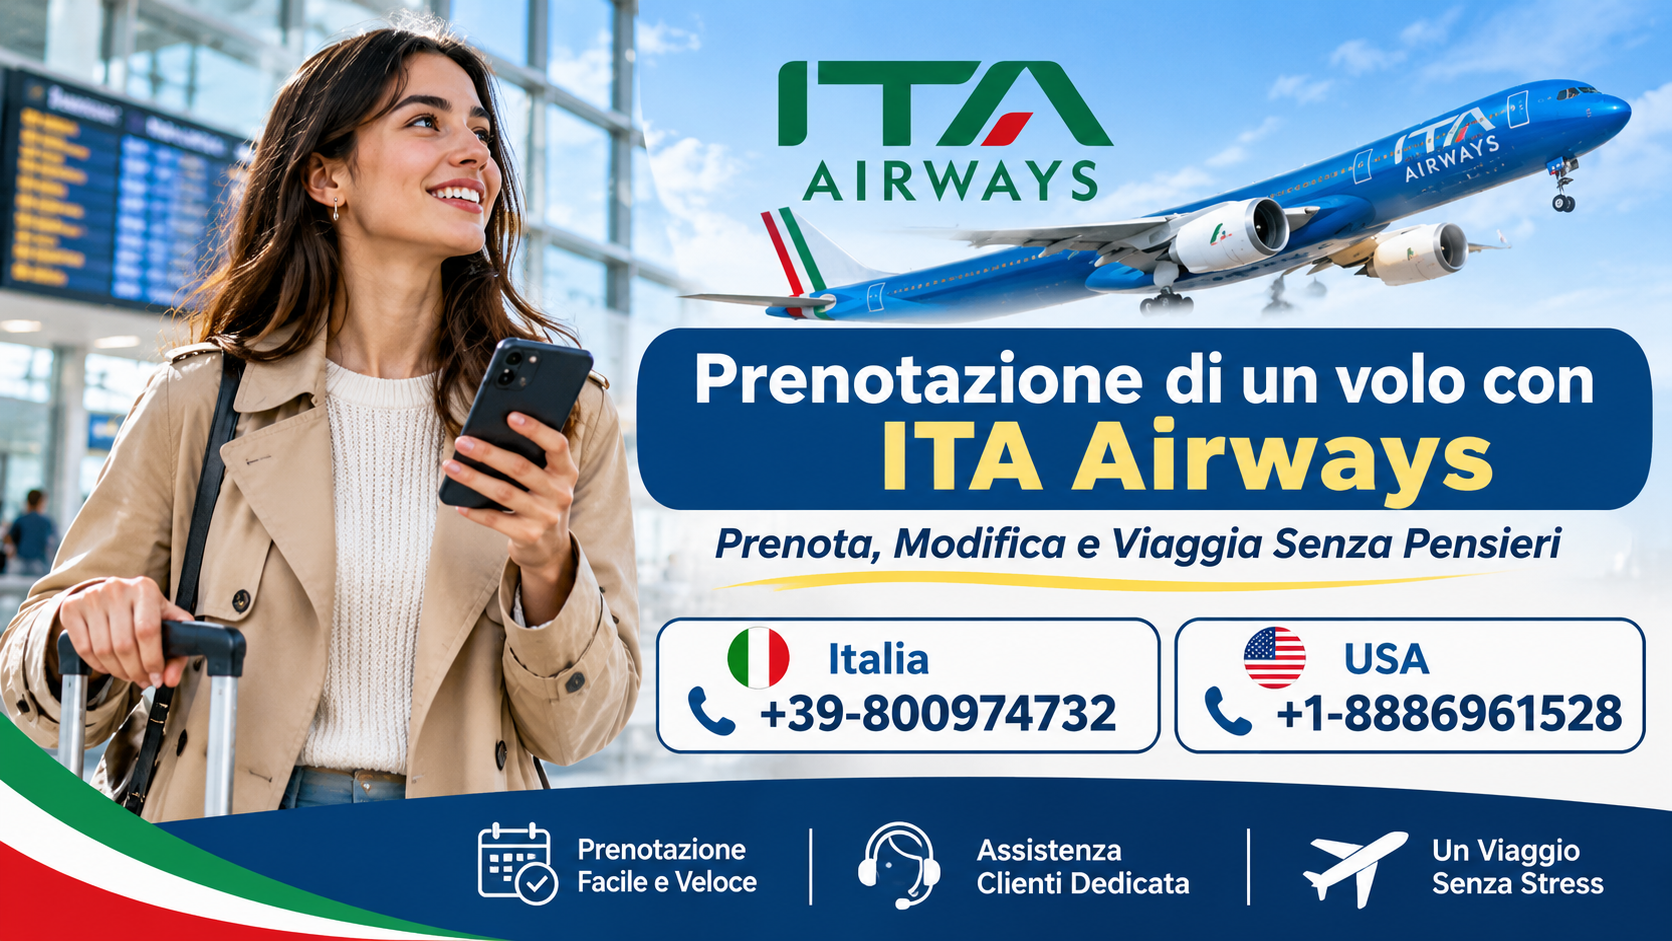 ITA
AIRWAYS
ITA
AIRWAYS
Prenotazione di un volo con
ITA Airways
Prenota, Modifica e Viaggia Senza Pensieri
Italia
+39-800974732
USA
+1-8886961528
Prenotazione
Facile e Veloce
Assistenza
Clienti Dedicata
Un Viaggio
Senza Stress